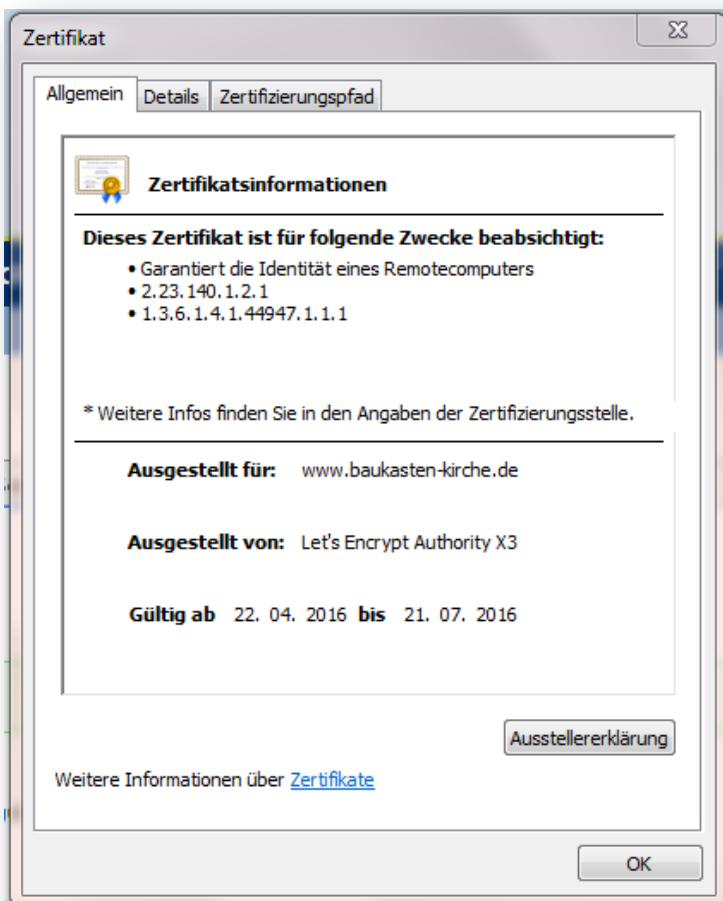 Zertifikat
Allgemein Details Zertifizierungspfad
Zertifikatsinformationen
Dieses Zertifikat ist für folgende Zwecke beabsichtigt:
• Garantiert die Identität eines Remotecomputers
• 2.23.140.1.2.1
• 1.3.6.1.4.1.44947.1.1.1
* Weitere Infos finden Sie in den Angaben der Zertifizierungsstelle.
Ausgestellt für: www.baukasten-kirche.de
Ausgestellt von: Let's Encrypt Authority X3
Gültig ab 22. 04. 2016 bis 21. 07. 2016
Ausstellererklärung
Weitere Informationen über Zertifikate
OK